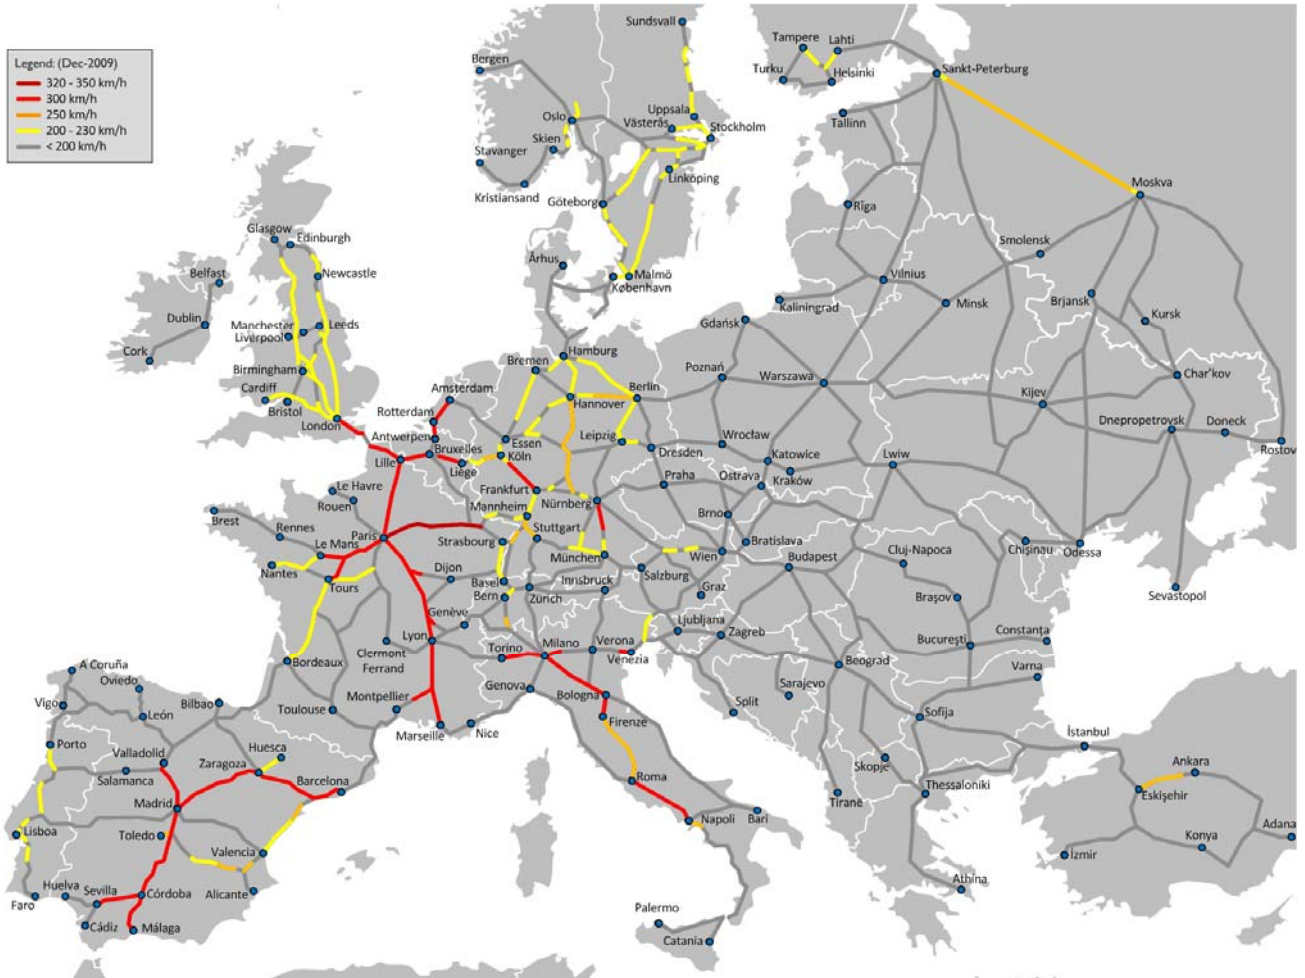 Sundsvall
Tampere
Lahti
Bergen
Legend: (Dec-2009)
320 - 350 km/h
300 km/h
250 km/h
200 - 230 km/h
< 200 km/h
Turku
Helsinki
Sankt-Peterburg
Oslo
Uppsala
Västerås
Stockholm
Tallinn
Skien
Stavanger
Linköping
Kristiansand
Göteborg
Moskva
Rīga
Glasgow
Edinburgh
Smolensk
Belfast
Newcastle
Århus
Malmö
København
Vilnius
Minsk
Brjansk
Kaliningrad
Dublin
Manchester
Leeds
Liverpool
Gdańsk
Kursk
Cork
Birmingham
Bremen
Hamburg
Poznań
Warszawa
Char'kov
Cardiff
Bristol
London
Amsterdam
Berlin
Hannover
Kijev
Rotterdam
Antwerpen
Dnepropetrovsk
Doneck
Rostov
Bruxelles
Essen
Köln
Leipzig
Dresden
Wrocław
Katowice
Lille
Liège
Kraków
Lwiw
Le Havre
Rouen
Frankfurt
Nürnberg
Praha
Ostrava
Mannheim
Brest
Rennes
Paris
Stuttgart
Brno
Le Mans
Strasbourg
Bratislava
Wien
Budapest
Cluj-Napoca
Chişinau
Odessa
Nantes
Tours
Dijon
Basel
Bern
Zürich
München
Innsbruck
Salzburg
Graz
Braşov
Sevastopol
Genève
Lyon
Clermont
Ferrand
Torino
Milano
Verona
Venezia
Ljubljana
Zagreb
Bucureşti
Constanţa
A Coruña
Oviedo
Bordeaux
Beograd
Varna
Vigo
León
Bilbao
Toulouse
Montpellier
Genova
Bologna
Sarajevo
Split
Marseille
Nice
Firenze
Sofija
İstanbul
Porto
Valladolid
Salamanca
Zaragoza
Huesca
Barcelona
Roma
Skopje
Tiranë
Thessaloniki
Ankara
Eskişehir
Madrid
Lisboa
Toledo
Napoli
Bari
Valencia
Konya
Adana
İzmir
Huelva
Sevilla
Córdoba
Alicante
Athína
Faro
Cádiz
Málaga
Palermo
Catania